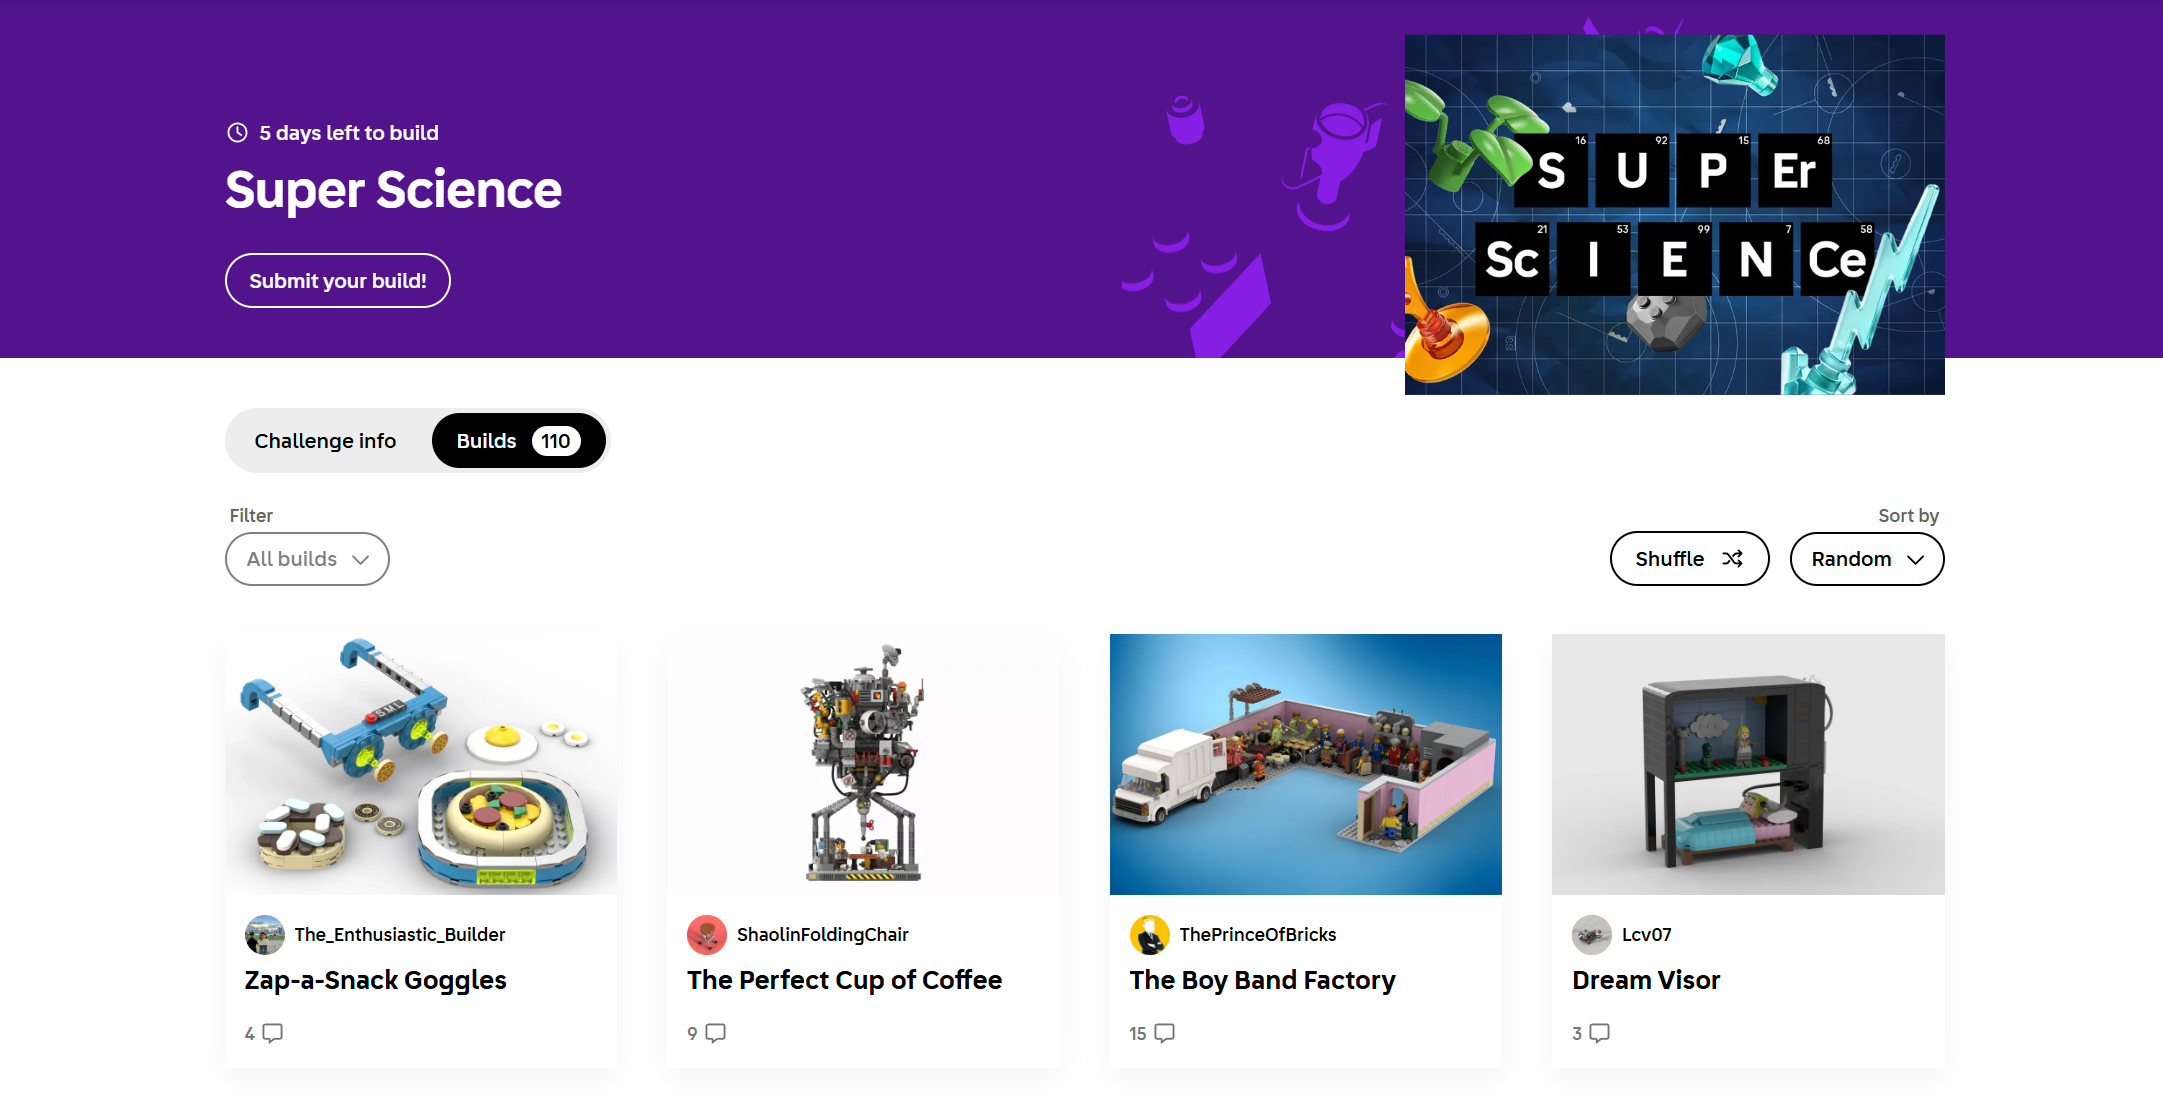 5 days left to build
Super Science
Submit your build!
16 92 15 68
S U P Er
21 53 99 7 58
Sc I E N Ce
Challenge info
Builds 110
Filter
Sort by
All builds
Shuffle
Random
SML
The_Enthusiastic_Builder
Zap-a-Snack Goggles
4
ShaolinFoldingChair
The Perfect Cup of Coffee
9
ThePrinceOfBricks
The Boy Band Factory
15
Lcv07
Dream Visor
3